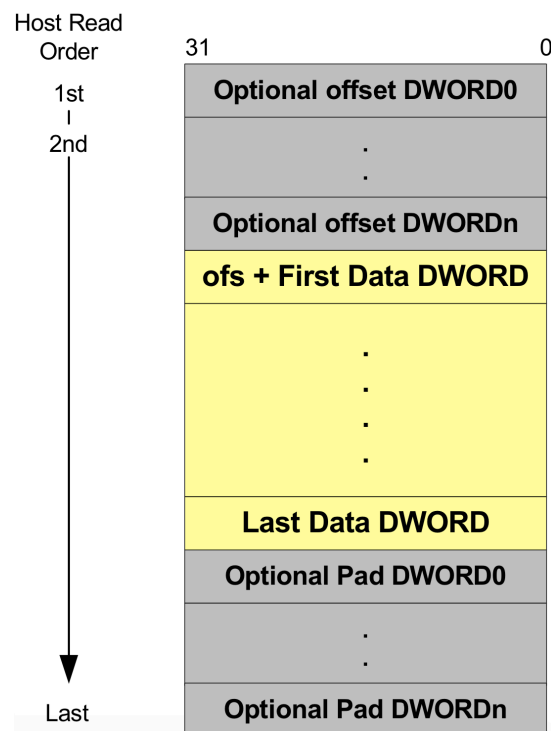 Host Read
Order
31
0
1st
2nd
Last
Optional offset DWORD0
.
.
Optional offset DWORDn
ofs + First Data DWORD
.
.
.
.
Last Data DWORD
Optional Pad DWORD0
.
.
Optional Pad DWORDn